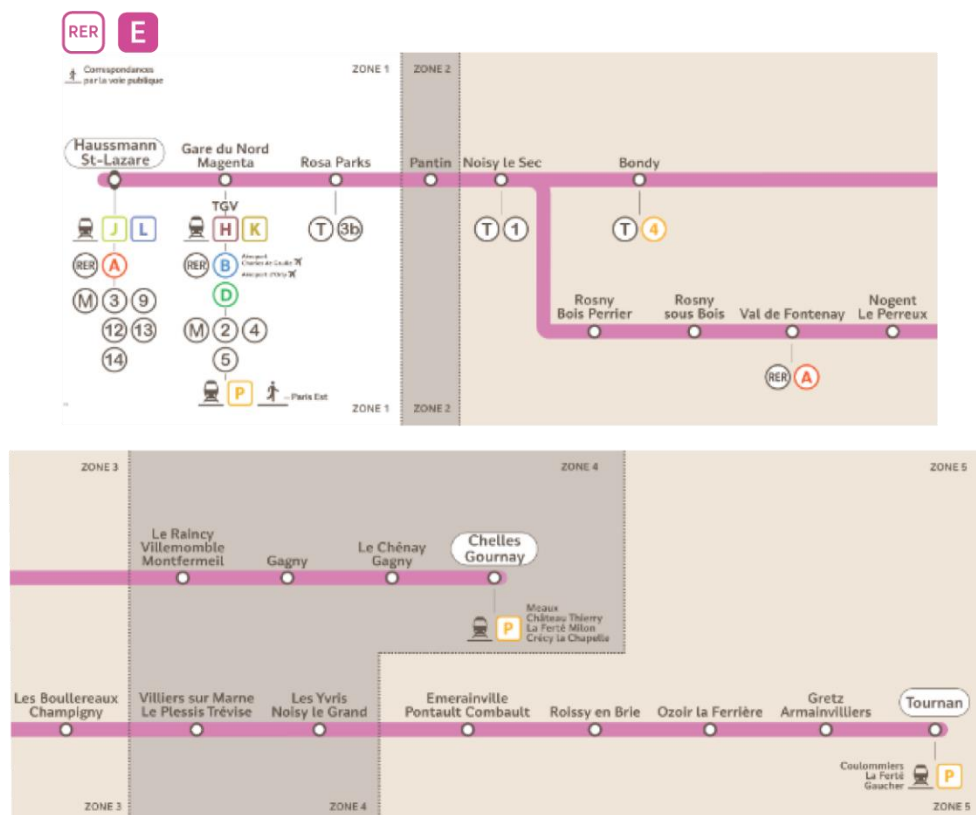 RER E
Correspondances
par la voie publique
ZONE 1
ZONE 2
Haussmann
St-Lazare
J L
RER A
M 3 9
12 13
14
Gare du Nord
Magenta
TGV
H K
RER B
Aéroport
Charles de Gaulle
Aéroport d'Orly
D
M 2 4
5
P
Paris Est
Rosa Parks
T 3b
Pantin
Noisy le Sec
T 1
Bondy
T 4
Rosny
Bois Perrier
Rosny
sous Bois
Val de Fontenay
RER A
Nogent
Le Perreux
ZONE 1
ZONE 2
ZONE 3
ZONE 4
ZONE 5
Le Raincy
Villemomble
Montfermeil
Gagny
Le Chénay
Gagny
Chelles
Gournay
P
Meaux
Château Thierry
La Ferté Milon
Crécy la Chapelle
Les Boullereaux
Champigny
Villiers sur Marne
Le Plessis Trévise
Les Yvris
Noisy le Grand
Emerainville
Pontault Combault
Roissy en Brie
Ozoir la Ferrière
Gretz
Armainvilliers
Tournan
Coulommiers
La Ferté
Gaucher
P
ZONE 3
ZONE 4
ZONE 5